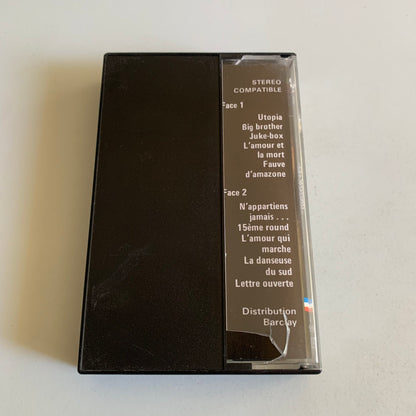 STEREO
COMPATIBLE
Face 1
Utopia
Big brother
Juke-box
L'amour et
la mort
Fauve
d'amazone
Face 2
N'appartiens
jamais . . .
15ème round
L'amour qui
marche
La danseuse
du sud
Lettre ouverte
Distribution
Barclay